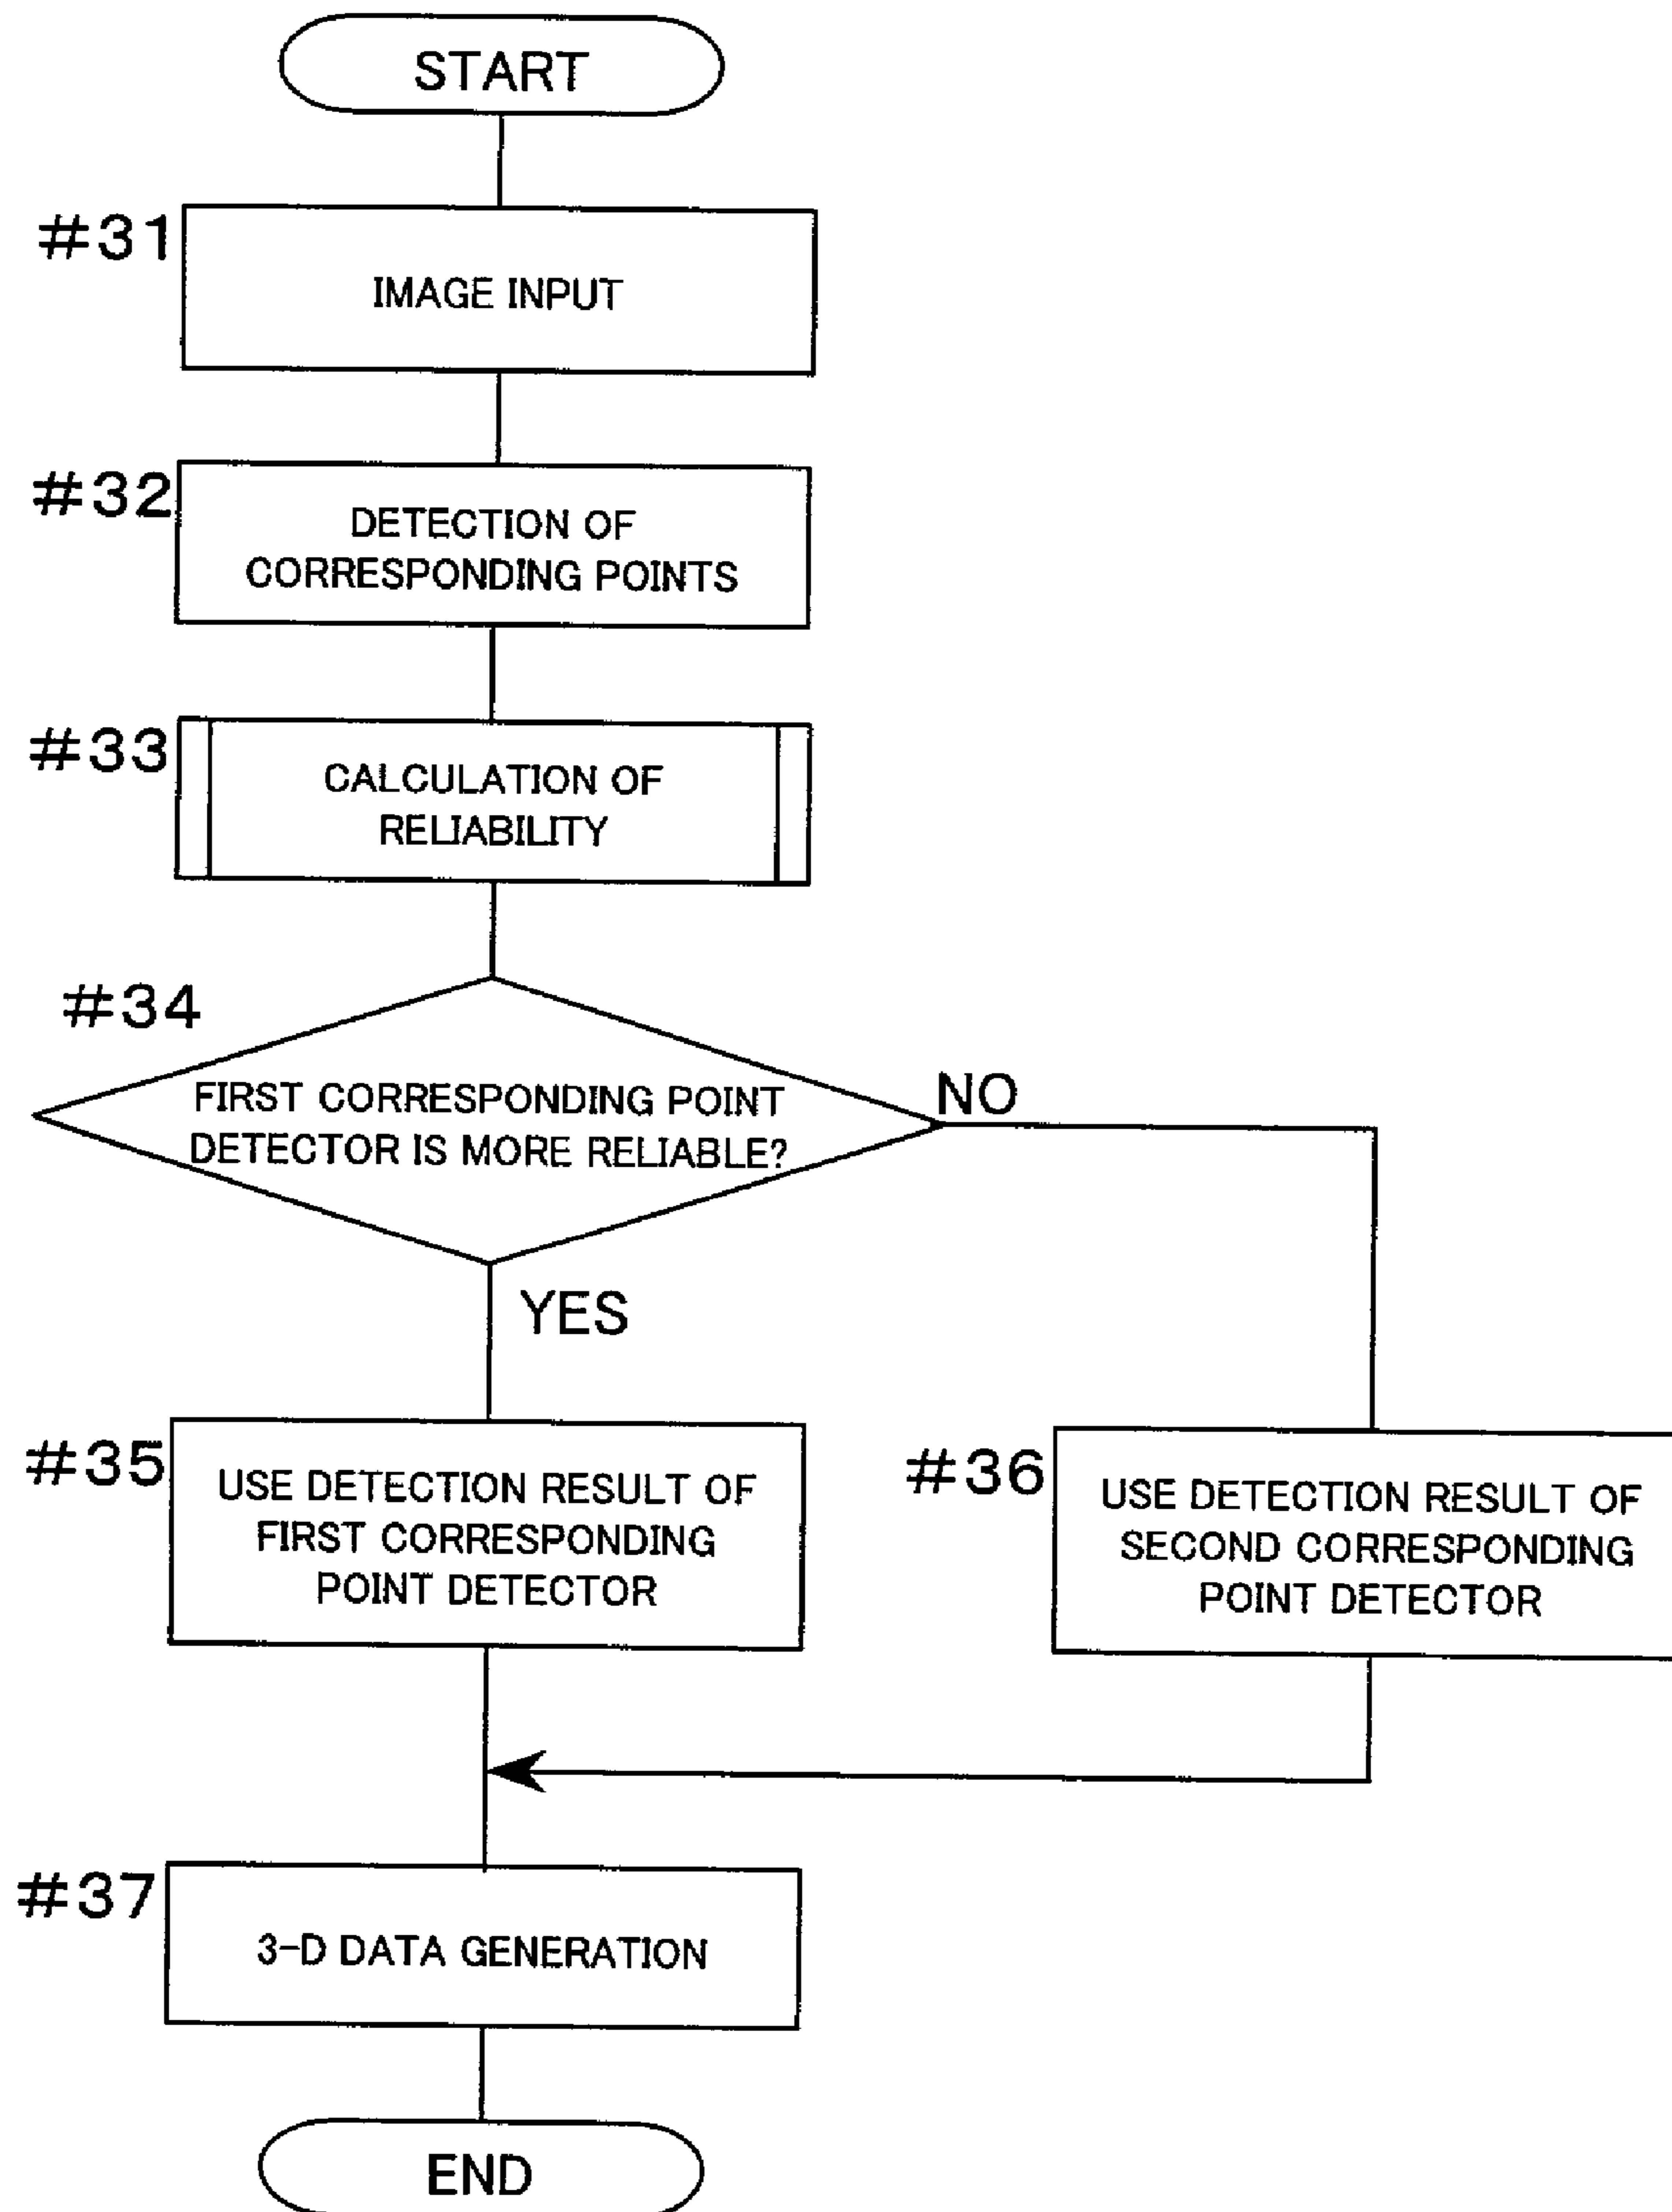 START
#31
IMAGE INPUT
#32
DETECTION OF
CORRESPONDING POINTS
#33
CALCULATION OF
RELIABILITY
#34
FIRST CORRESPONDING POINT
DETECTOR IS MORE RELIABLE?
NO
YES
#35
USE DETECTION RESULT OF
FIRST CORRESPONDING
POINT DETECTOR
#36
USE DETECTION RESULT OF
SECOND CORRESPONDING
POINT DETECTOR
#37
3-D DATA GENERATION
END